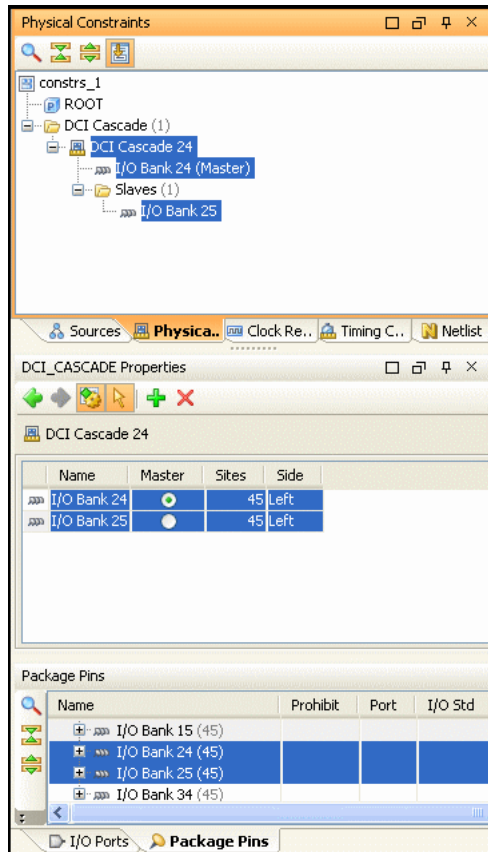 Physical Constraints
constrs_1
ROOT
DCI Cascade (1)
DCI Cascade 24
I/O Bank 24 (Master)
Slaves (1)
I/O Bank 25
Sources Physica.. Clock Re.. Timing C.. Netlist
DCI_CASCADE Properties
DCI Cascade 24
Name Master Sites Side
I/O Bank 24 45 Left
I/O Bank 25 45 Left
Package Pins
Name Prohibit Port I/O Std
I/O Bank 15 (45)
I/O Bank 24 (45)
I/O Bank 25 (45)
I/O Bank 34 (45)
I/O Ports Package Pins